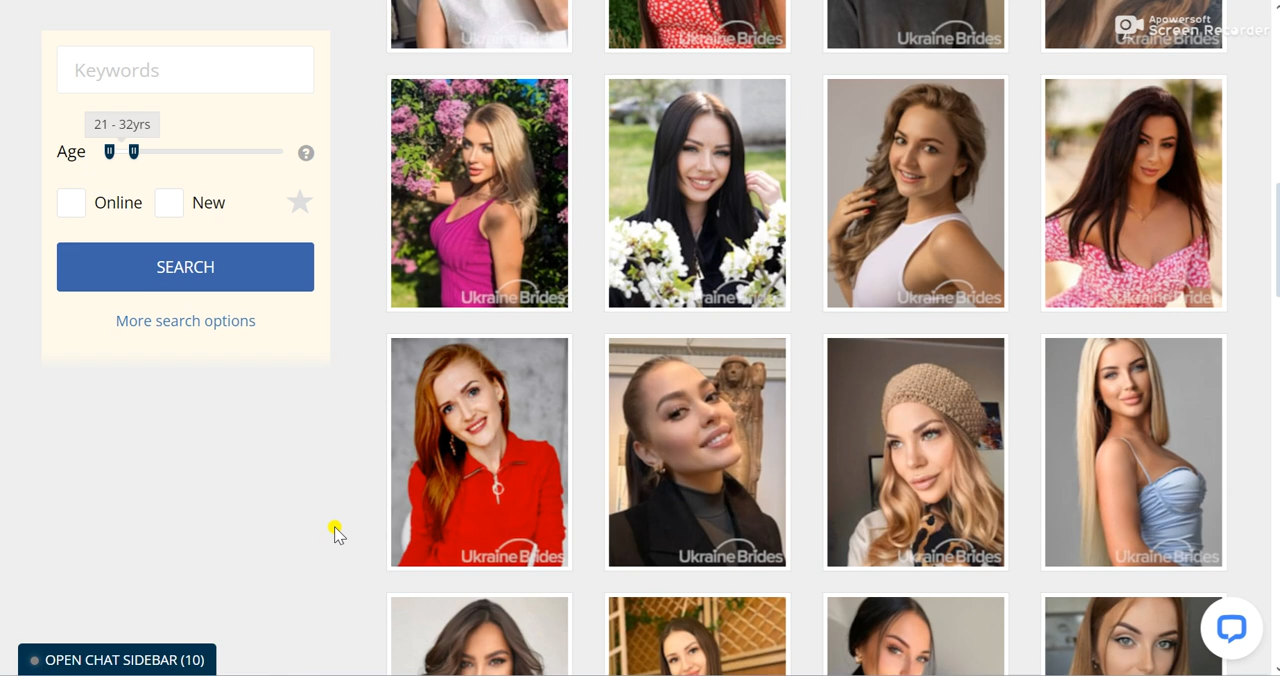 Apowersoft
Screen Recorder
Ukraine Brides
Ukraine Brides
Ukraine Brides
Ukraine Brides
Keywords
21 - 32yrs
Age
Online
New
SEARCH
More search options
Ukraine Brides
Ukraine Brides
Ukraine Brides
Ukraine Brides
Ukraine Brides
Ukraine Brides
Ukraine Brides
Ukraine Brides
OPEN CHAT SIDEBAR (10)